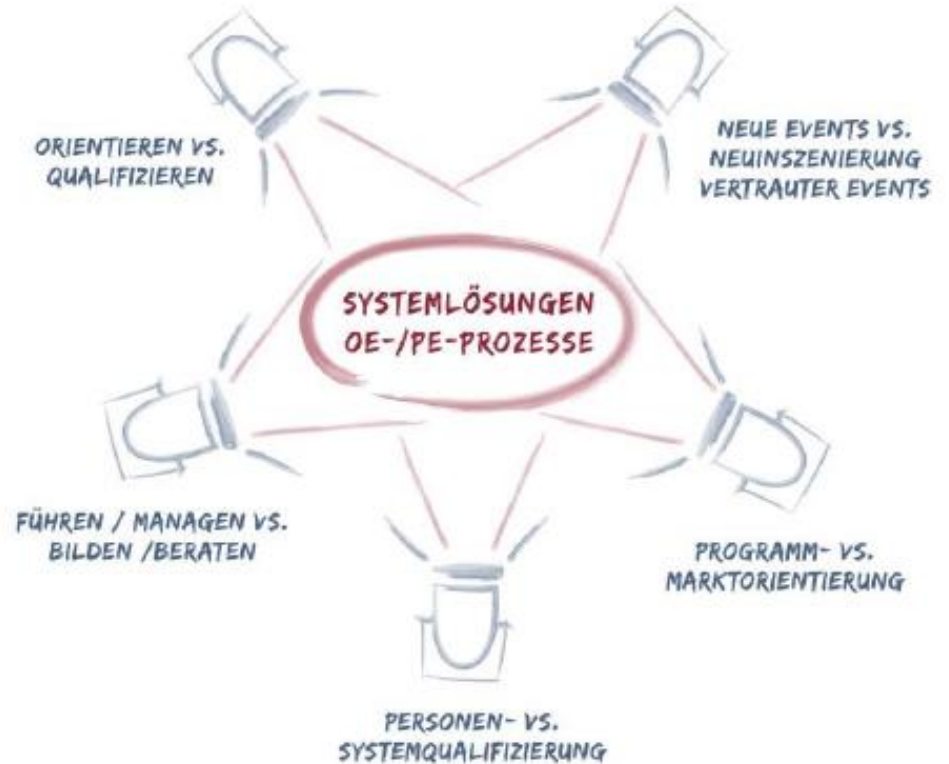 ORIENTIEREN VS.
QUALIFIZIEREN
NEUE EVENTS VS.
NEUINSZENIERUNG
VERTRAUTER EVENTS
SYSTEMLÖSUNGEN
OE-/PE-PROZESSE
FÜHREN / MANAGEN VS.
BILDEN /BERATEN
PROGRAMM- VS.
MARKTORIENTIERUNG
PERSONEN- VS.
SYSTEMQUALIFIZIERUNG